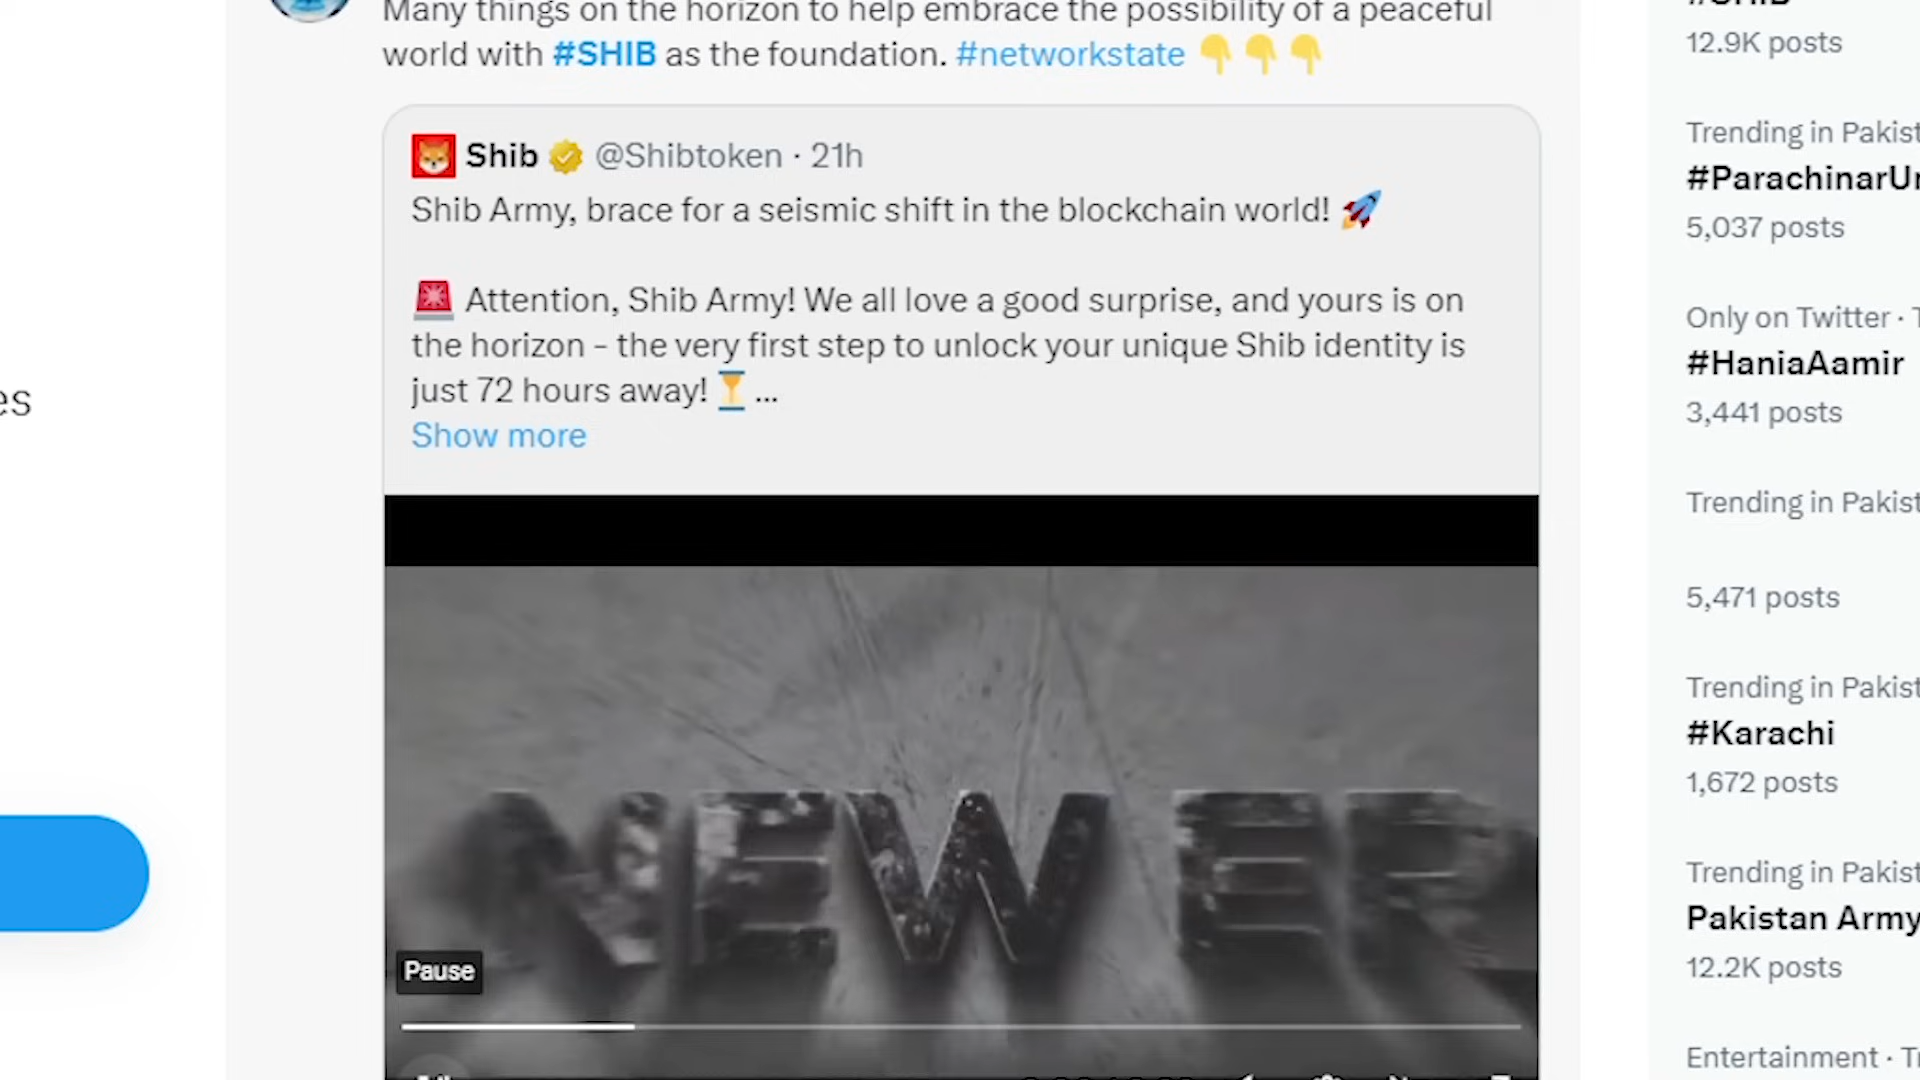 Many things on the horizon to help embrace the possibility of a peaceful
world with #SHIB as the foundation. #networkstate 👇👇👇
Shib @Shibtoken · 21h
Shib Army, brace for a seismic shift in the blockchain world! 🚀
🚨 Attention, Shib Army! We all love a good surprise, and yours is on
the horizon – the very first step to unlock your unique Shib identity is
just 72 hours away! ⏳ ...
Show more
NEW ER
Pause
es
#SHIB
12.9K posts
Trending in Pakist
#ParachinarUn
5,037 posts
Only on Twitter · T
#HaniaAamir
3,441 posts
Trending in Pakist
5,471 posts
Trending in Pakist
#Karachi
1,672 posts
Trending in Pakist
Pakistan Army
12.2K posts
Entertainment · Tr